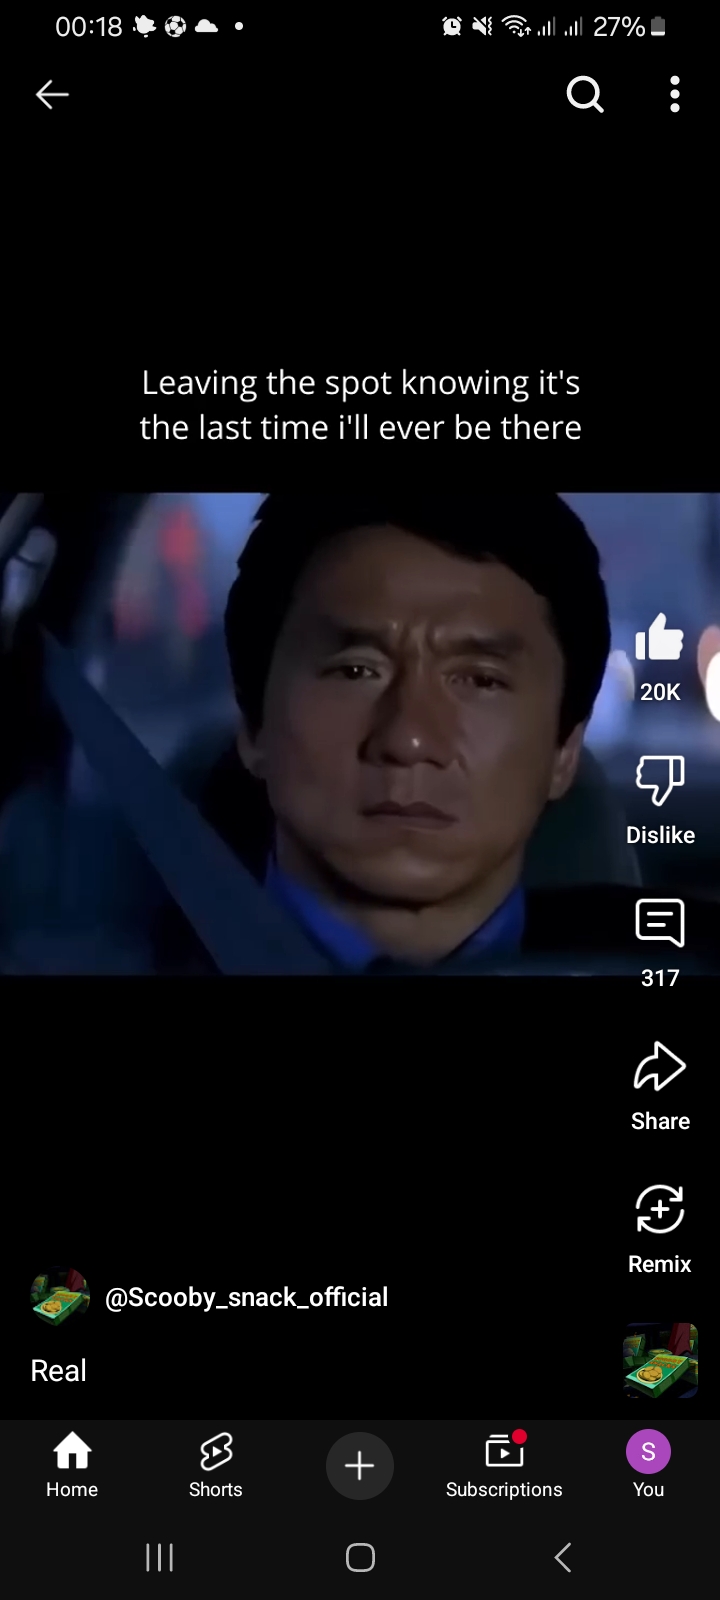 00:18
27%
Leaving the spot knowing it's
the last time i'll ever be there
20K
Dislike
317
Share
Remix
@Scooby_snack_official
Real
Home
Shorts
Subscriptions
S
You